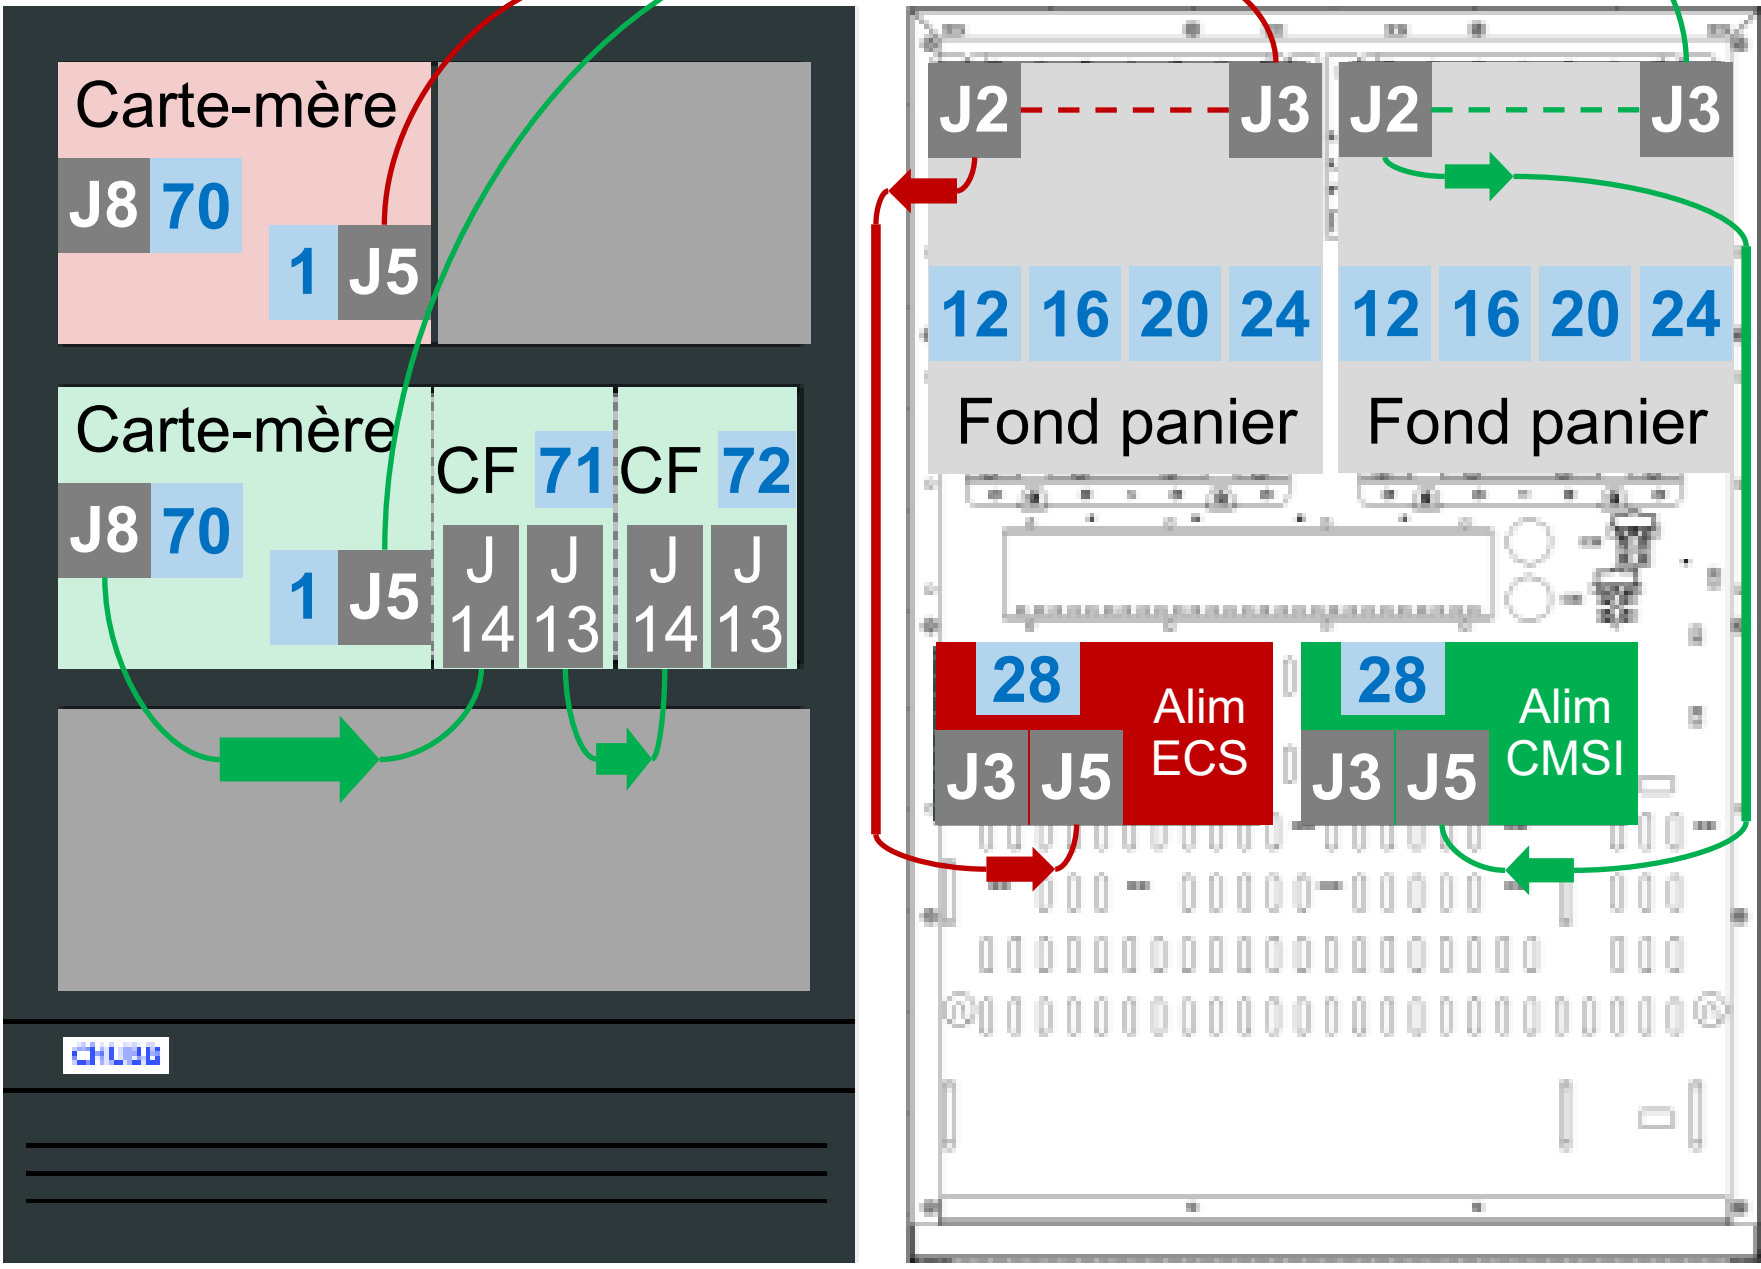 Carte-mère
J8 70
1 J5
Carte-mère
CF 71 CF 72
J8 70
1 J5
J 14 J 13 J 14 J 13
CHUBB
J2 J3 J2 J3
12 16 20 24 12 16 20 24
Fond panier Fond panier
28 28
Alim ECS Alim CMSI
J3 J5 J3 J5